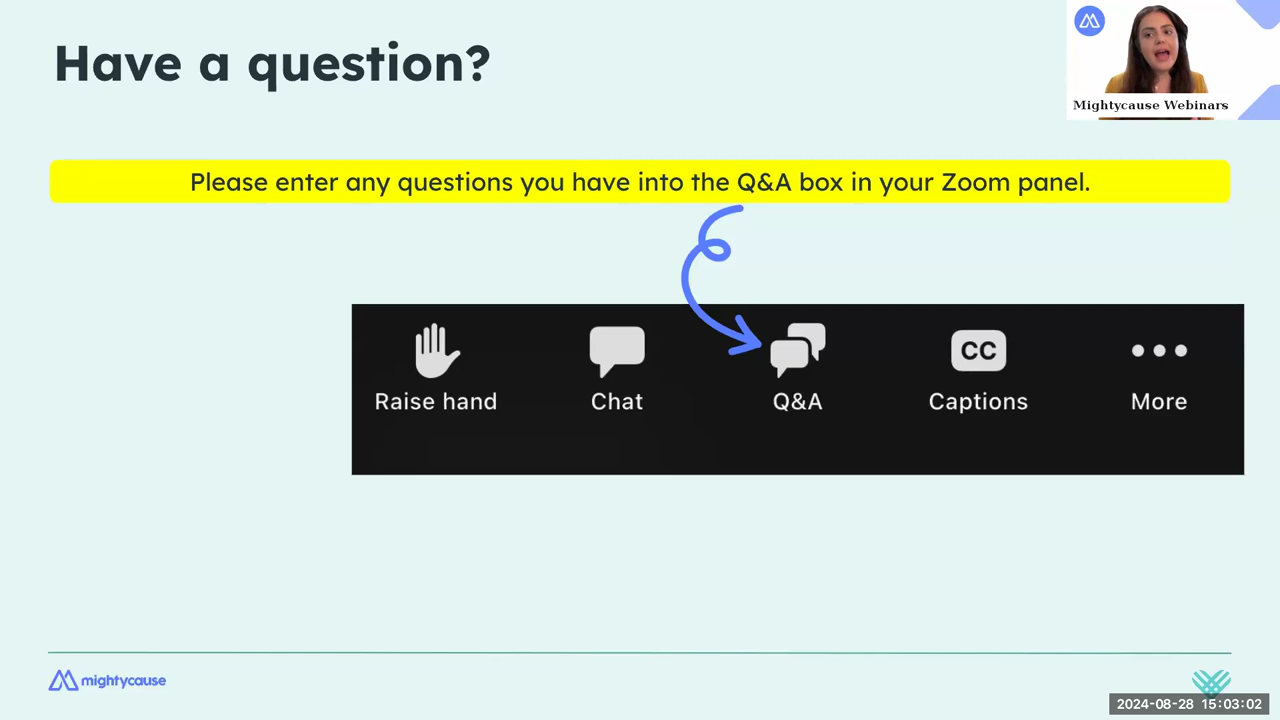 Have a question?
Mightycause Webinars
Please enter any questions you have into the Q&A box in your Zoom panel.
CC
Raise hand
Chat
Q&A
Captions
More
mightycause
2024-08-28 15:03:02